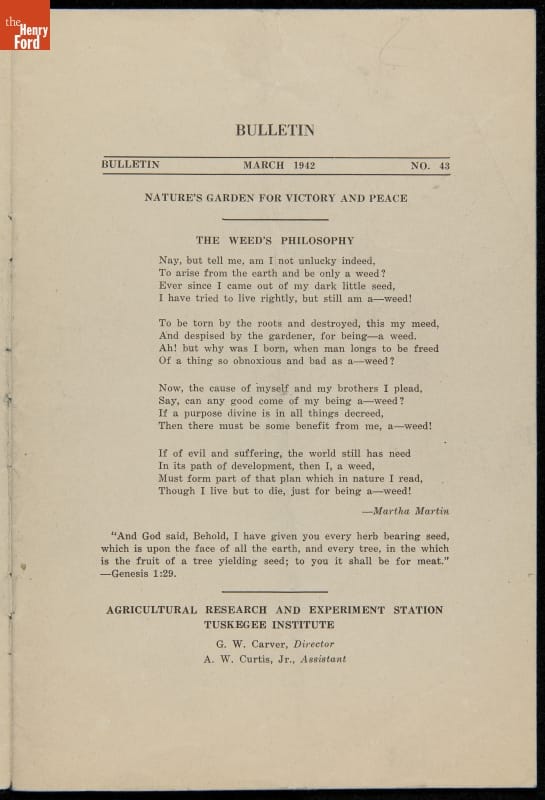 the
Henry
Ford
BULLETIN
BULLETIN MARCH 1942 NO. 43
NATURE'S GARDEN FOR VICTORY AND PEACE
THE WEED'S PHILOSOPHY
Nay, but tell me, am I not unlucky indeed,
To arise from the earth and be only a weed?
Ever since I came out of my dark little seed,
I have tried to live rightly, but still am a—weed!
To be torn by the roots and destroyed, this my meed,
And despised by the gardener, for being—a weed.
Ah! but why was I born, when man longs to be freed
Of a thing so obnoxious and bad as a—weed?
Now, the cause of myself and my brothers I plead,
Say, can any good come of my being a—weed?
If a purpose divine is in all things decreed,
Then there must be some benefit from me, a—weed!
If of evil and suffering, the world still has need
In its path of development, then I, a weed,
Must form part of that plan which in nature I read,
Though I live but to die, just for being a—weed!
—Martha Martin
"And God said, Behold, I have given you every herb bearing seed,
which is upon the face of all the earth, and every tree, in the which
is the fruit of a tree yielding seed; to you it shall be for meat."
—Genesis 1:29.
AGRICULTURAL RESEARCH AND EXPERIMENT STATION
TUSKEGEE INSTITUTE
G. W. Carver, Director
A. W. Curtis, Jr., Assistant